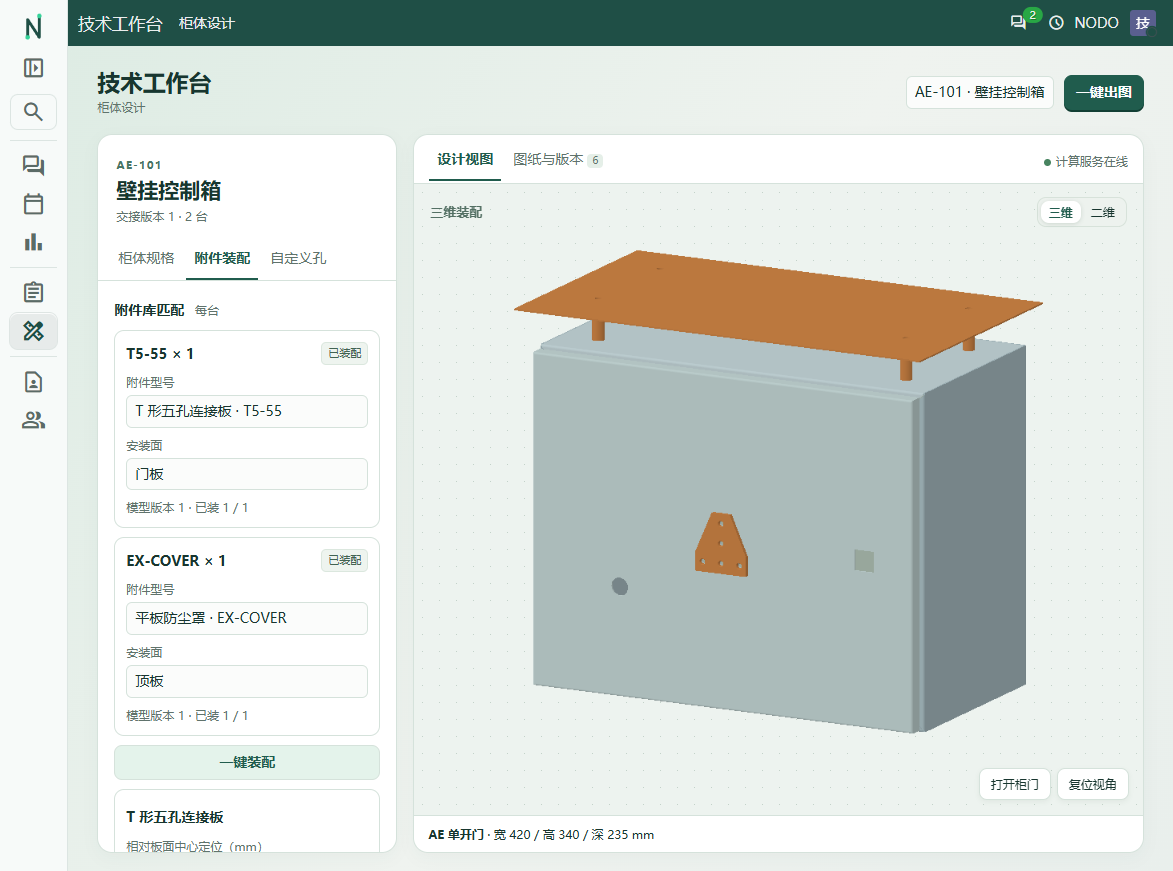 技术工作台 柜体设计
2
NODO
技
技术工作台
柜体设计
AE-101 · 壁挂控制箱
一键出图
AE-101
壁挂控制箱
交接版本 1 · 2 台
柜体规格 附件装配 自定义孔
附件库匹配 每台
T5-55 × 1 已装配
附件型号
T 形五孔连接板 · T5-55
安装面
门板
模型版本 1 · 已装 1 / 1
EX-COVER × 1 已装配
附件型号
平板防尘罩 · EX-COVER
安装面
顶板
模型版本 1 · 已装 1 / 1
一键装配
T 形五孔连接板
相对板面中心定位（mm）
设计视图 图纸与版本 6
计算服务在线
三维装配
三维 二维
打开柜门 复位视角
AE 单开门 · 宽 420 / 高 340 / 深 235 mm